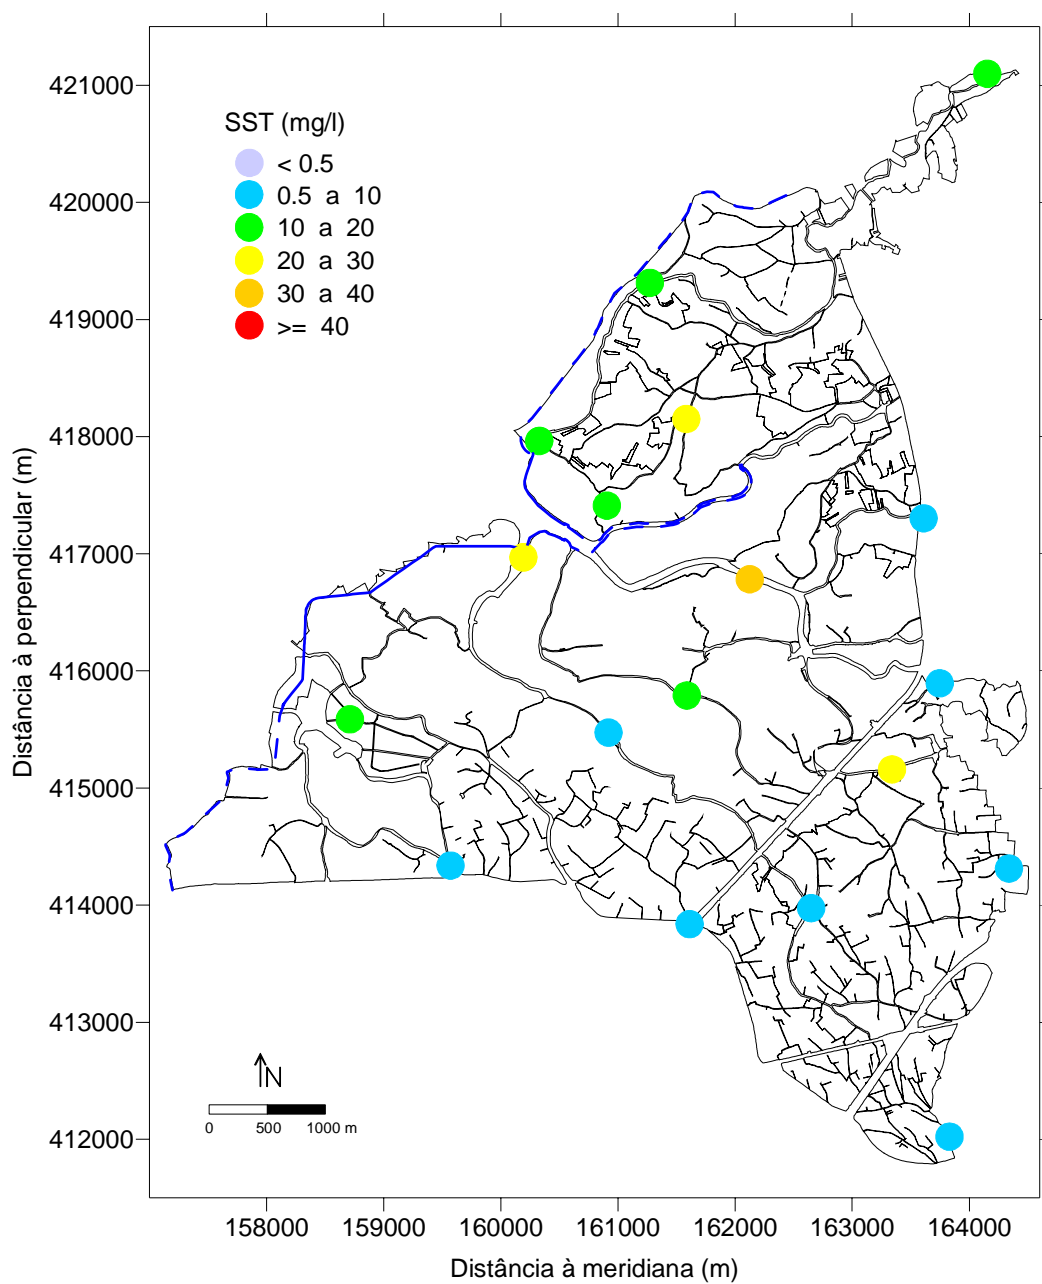 SST (mg/l)
< 0.5
0.5 a 10
10 a 20
20 a 30
30 a 40
>= 40
421000
420000
419000
418000
417000
416000
415000
414000
413000
412000
Distância à perpendicular (m)
N
0 500 1000 m
158000 159000 160000 161000 162000 163000 164000
Distância à meridiana (m)